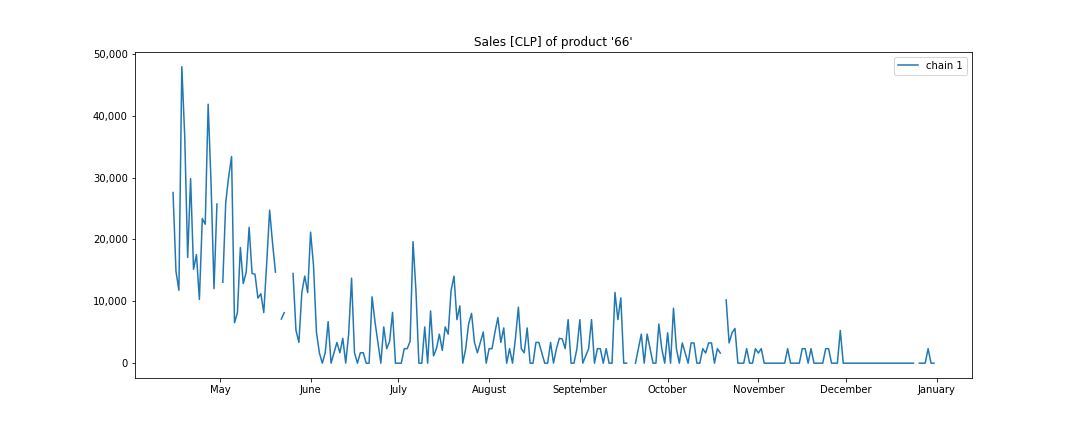 Sales [CLP] of product '66'
chain 1
50,000
40,000
30,000
20,000
10,000
0
May June July August September October November December January